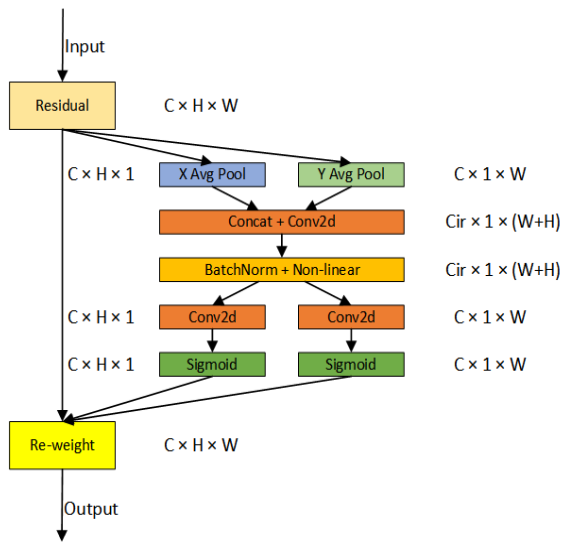 Input
Residual
C × H × W
C × H × 1
X Avg Pool
Y Avg Pool
C × 1 × W
Concat + Conv2d
Cir × 1 × (W+H)
BatchNorm + Non-linear
Cir × 1 × (W+H)
C × H × 1
Conv2d
Conv2d
C × 1 × W
C × H × 1
Sigmoid
Sigmoid
C × 1 × W
Re-weight
C × H × W
Output